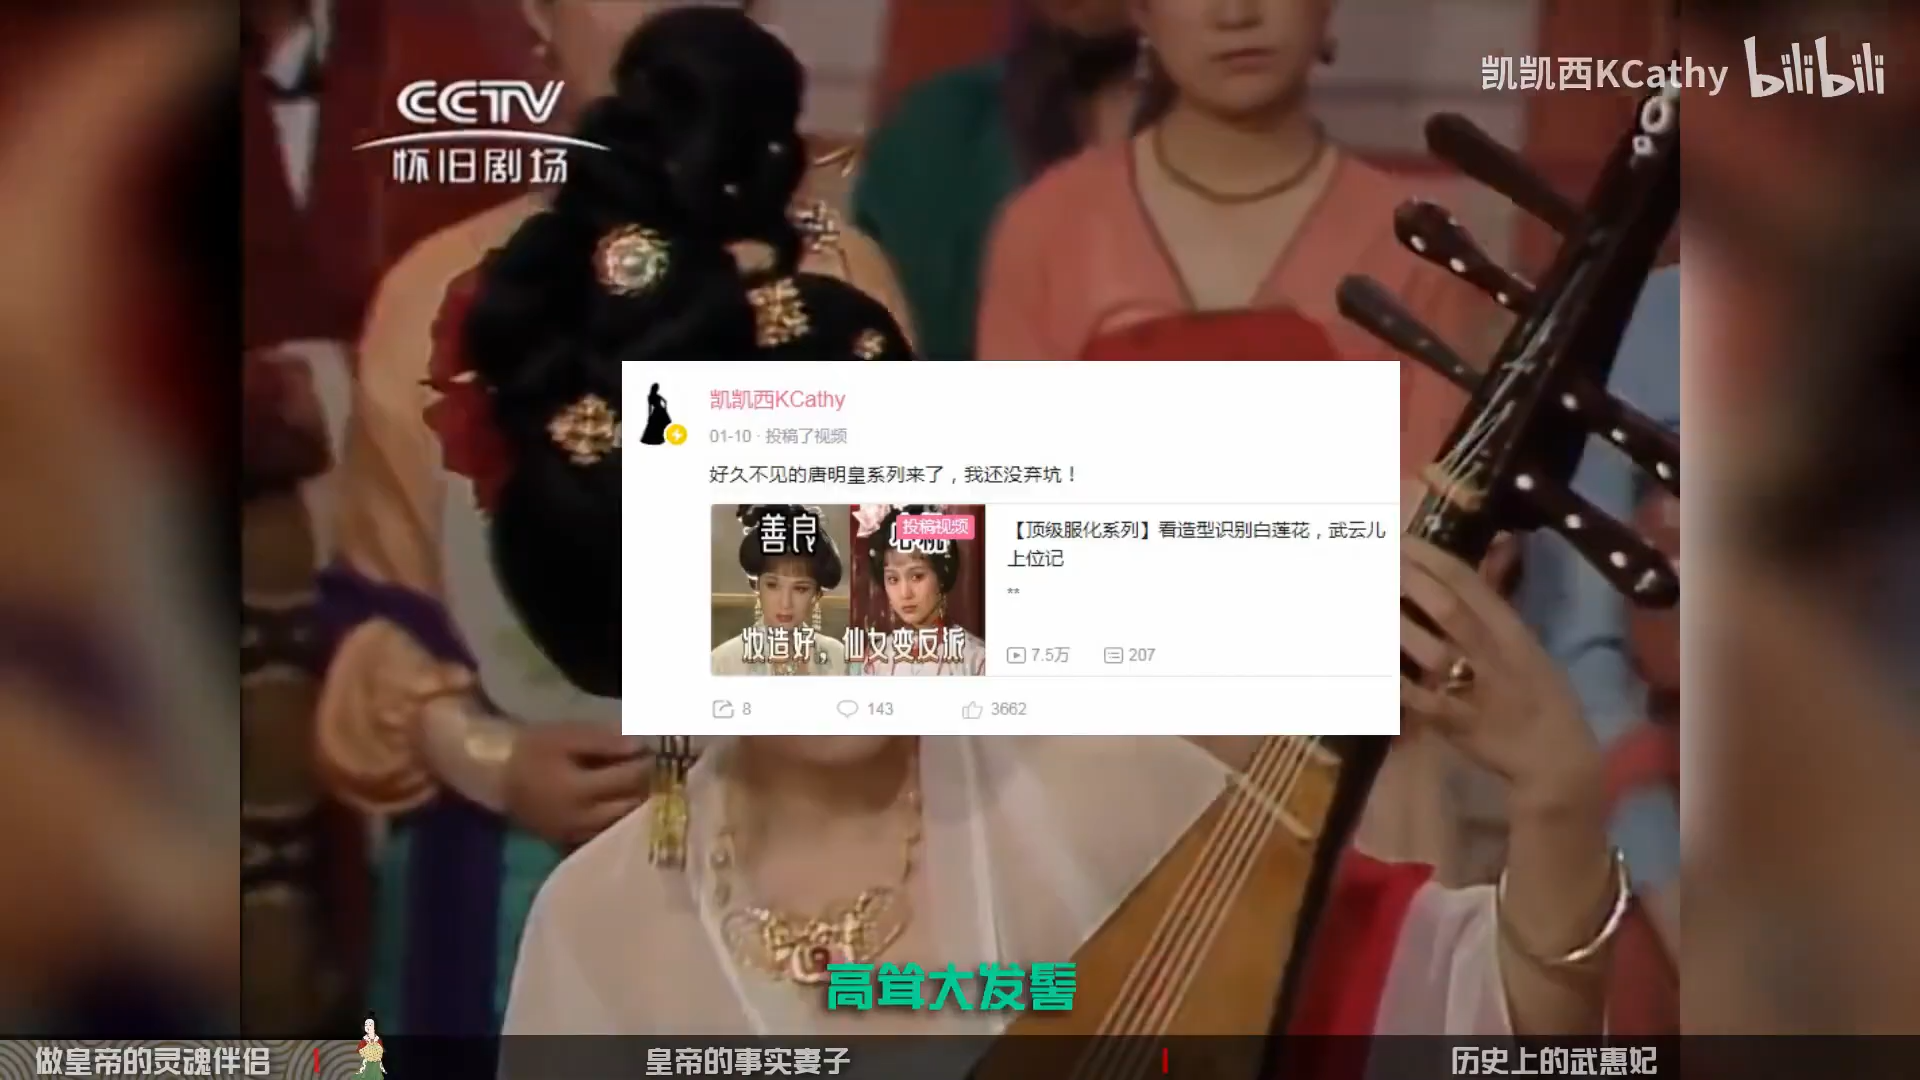 凯凯西KCathy bilibili
CCTV
怀旧剧场
凯凯西KCathy
01-10 · 投稿了视频
好久不见的唐明皇系列来了，我还没弃坑！
善良
投稿视频
妆造好，仙女变反派
【顶级服化系列】看造型识别白莲花，武云儿
上位记
**
7.5万 207
8 143 3662
高耸大发髻
做皇帝的灵魂伴侣 皇帝的事实妻子 历史上的武惠妃